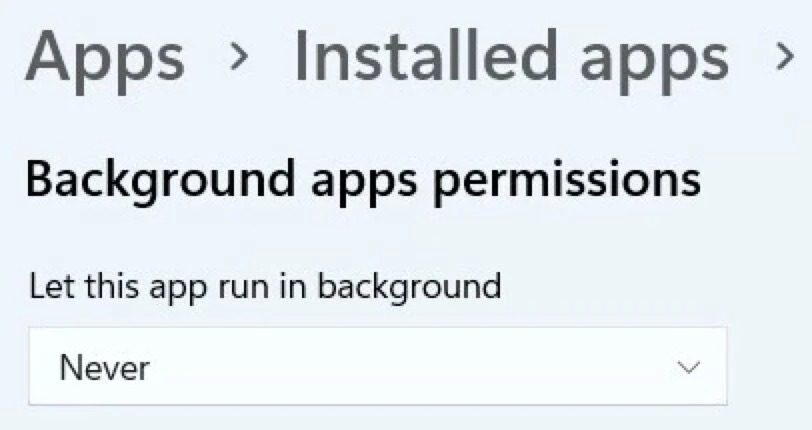 Apps > Installed apps >
Background apps permissions
Let this app run in background
Never